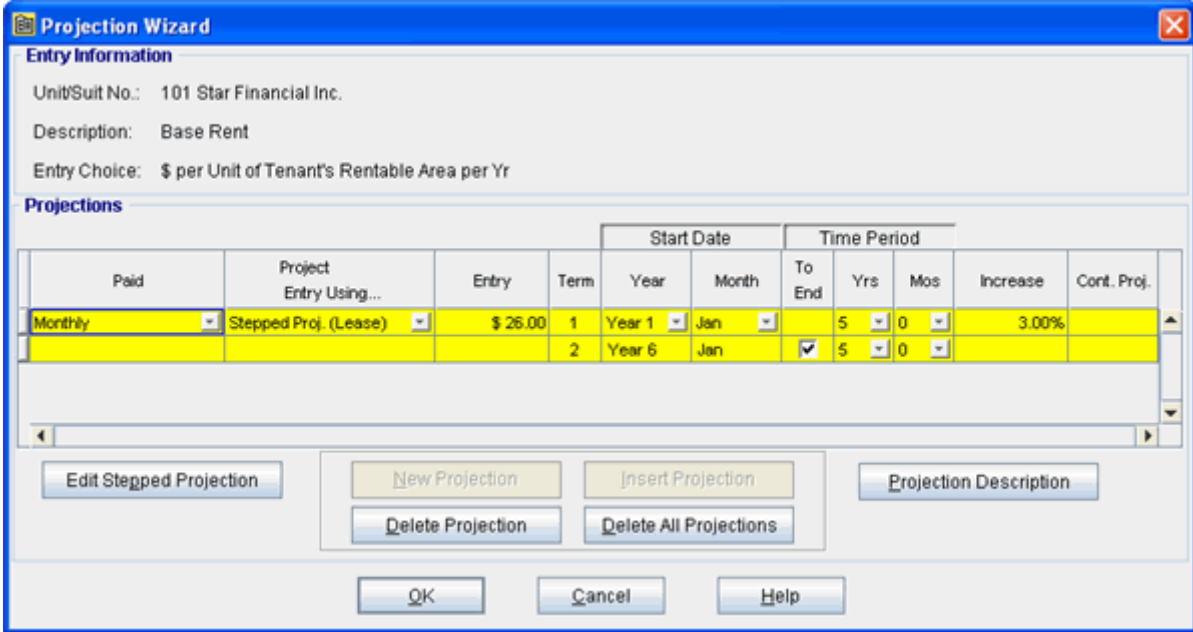 Projection Wizard
Entry Information
Unit/Suit No.: 101 Star Financial Inc.
Description: Base Rent
Entry Choice: $ per Unit of Tenant's Rentable Area per Yr
Projections
Start Date Time Period
Paid Project Entry Using... Entry Term Year Month To End Yrs Mos Increase Cont. Proj.
Monthly Stepped Proj. (Lease) $ 26.00 1 Year 1 Jan 5 0 3.00%
2 Year 6 Jan 5 0
Edit Stepped Projection New Projection Insert Projection Projection Description
Delete Projection Delete All Projections
OK Cancel Help